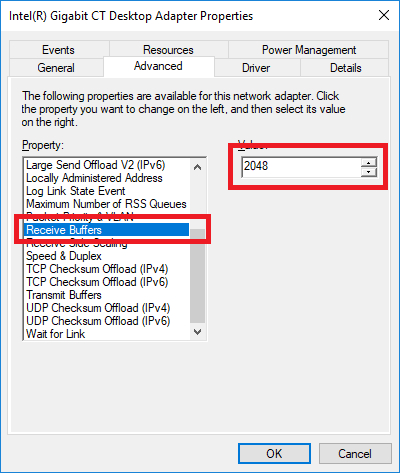 Intel(R) Gigabit CT Desktop Adapter Properties
Events
Resources
Power Management
General
Advanced
Driver
Details
The following properties are available for this network adapter. Click
the property you want to change on the left, and then select its value
on the right.
Property:
Value:
Large Send Offload V2 (IPv6)
Locally Administered Address
Log Link State Event
Maximum Number of RSS Queues
Packet Priority & VLAN
Receive Buffers
Receive Side Scaling
Speed & Duplex
TCP Checksum Offload (IPv4)
TCP Checksum Offload (IPv6)
Transmit Buffers
UDP Checksum Offload (IPv4)
UDP Checksum Offload (IPv6)
Wait for Link
2048
OK
Cancel